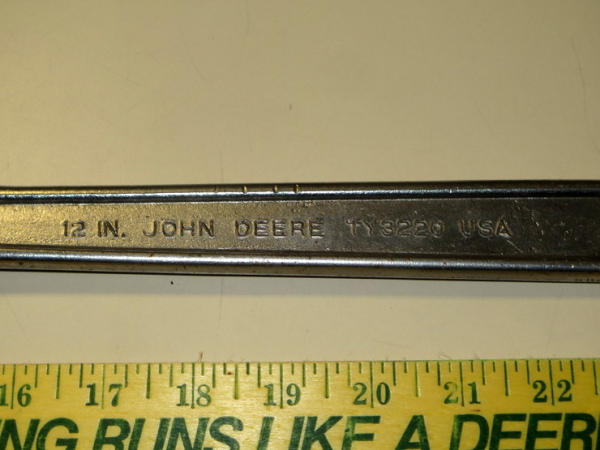 12 IN. JOHN DEERE TY3220 USA
16 17 18 19 20 21 22
NG RUNS LIKE A DEER